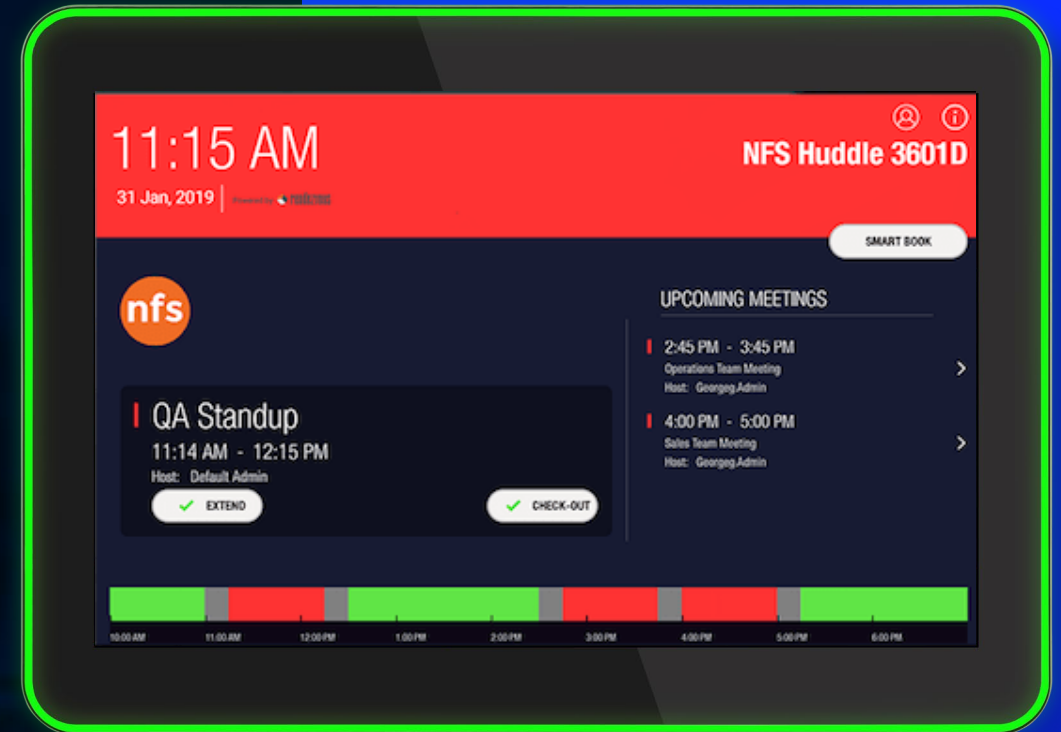 11:15 AM
31 Jan, 2019
Powered by
NFS Huddle 3601D
SMART BOOK
nfs
QA Standup
11:14 AM - 12:15 PM
Host: Default Admin
EXTEND
CHECK-OUT
UPCOMING MEETINGS
2:45 PM - 3:45 PM
Operations Team Meeting
Host: Georgeg.Admin
4:00 PM - 5:00 PM
Sales Team Meeting
Host: Georgeg.Admin
10:00 AM 11:00 AM 12:00 PM 1:00 PM 2:00 PM 3:00 PM 4:00 PM 5:00 PM 6:00 PM